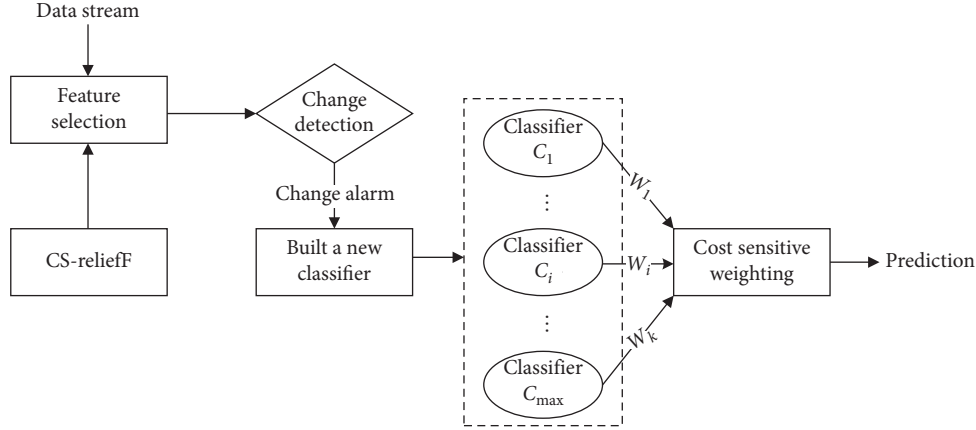 Data stream
Feature
selection
CS-reliefF
Change
detection
Change alarm
Built a new
classifier
Classifier
C1
⋮
Classifier
Ci
⋮
Classifier
Cmax
W1
Wi
Wk
Cost sensitive
weighting
Prediction